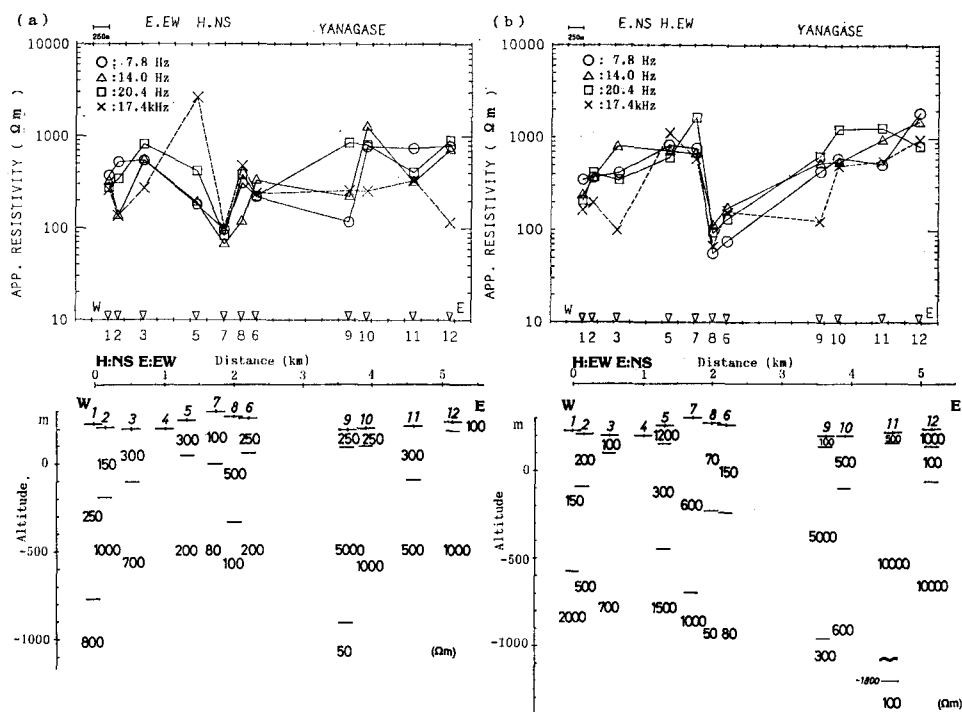 (a)
E.EW H.NS
YANAGASE
250m
10000
○: 7.8 Hz
△:14.0 Hz
□:20.4 Hz
×:17.4kHz
1000
100
10
APP. RESISTIVITY (Ωm)
W
E
1 2 3 5 7 8 6 9 10 11 12
H:NS E:EW
Distance (km)
0 1 2 3 4 5
W
E
m
1 2 3 4 5 7 8 6 9 10 11 12
300 100 250 250 250 100
150 300 500 300
0
250
-500
1000 700 200 80 100 200 5000 1000 500 1000
800
-1000
50
(Ωm)
Altitude
(b)
E.NS H.EW
YANAGASE
250m
10000
○: 7.8 Hz
△:14.0 Hz
□:20.4 Hz
×:17.4kHz
1000
100
10
APP. RESISTIVITY (Ωm)
W
E
1 2 3 5 7 8 6 9 10 11 12
H:EW E:NS
Distance (km)
0 1 2 3 4 5
W
E
m
1 2 3 4 5 7 8 6 9 10 11 12
100 1200 100 500 1000
200 70 150 500 100
0
150 300 600
5000
-500
10000
500 10000
2000 700 1500 1000 50 80 600
-1000
300
-1800
100
(Ωm)
Altitude